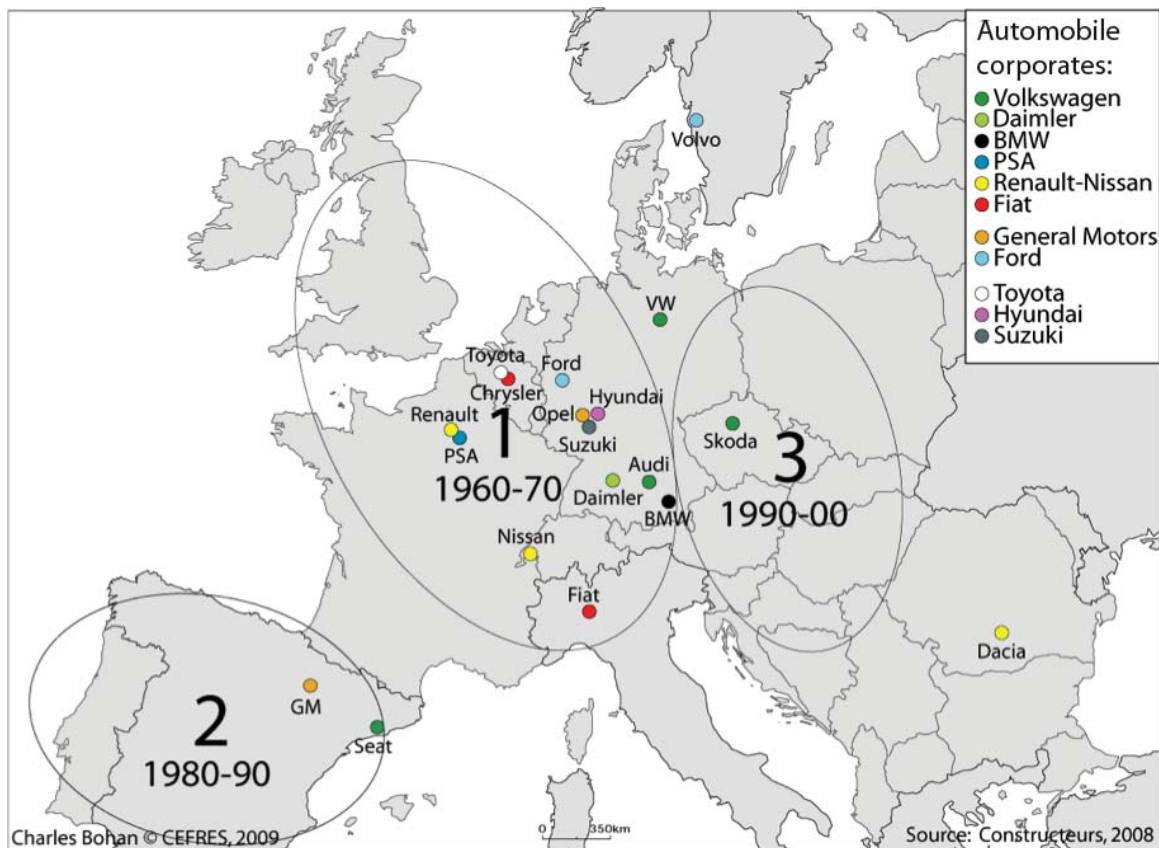 Automobile
corporates:
Volkswagen
Daimler
BMW
PSA
Renault-Nissan
Fiat
General Motors
Ford
Toyota
Hyundai
Suzuki
Volvo
VW
Toyota
Ford
Chrysler
Hyundai
Renault
Opel
Suzuki
PSA
1
1960-70
Skoda
3
1990-00
Audi
Daimler
BMW
Nissan
Fiat
Dacia
GM
2
Seat
1980-90
0 350km
Charles Bohan © CEFRES, 2009
Source: Constructeurs, 2008